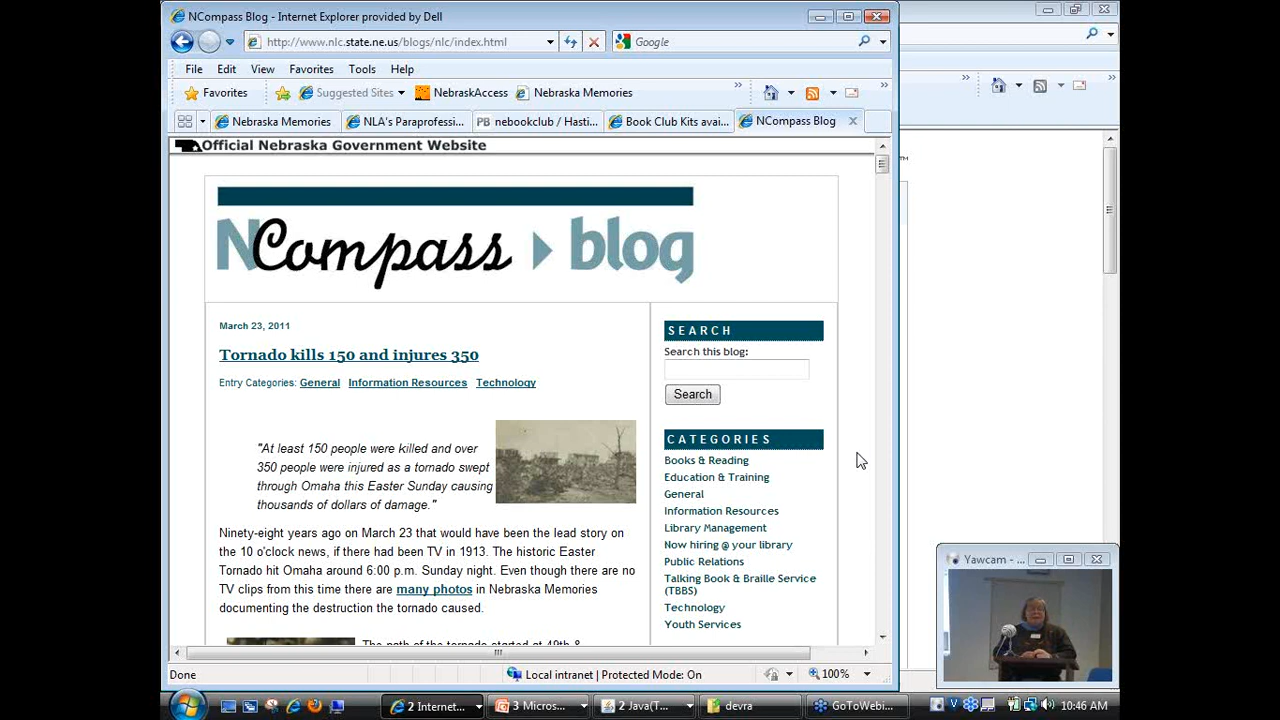 NCompass Blog - Internet Explorer provided by Dell
http://www.nlc.state.ne.us/blogs/nlc/index.html
Google
File Edit View Favorites Tools Help
Favorites Suggested Sites NebraskAccess Nebraska Memories
Nebraska Memories NLA's Paraprofessi... PB nebookclub / Hasti... Book Club Kits avai... NCompass Blog
Official Nebraska Government Website
NCompass blog
March 23, 2011
Tornado kills 150 and injures 350
Entry Categories: General Information Resources Technology
"At least 150 people were killed and over
350 people were injured as a tornado swept
through Omaha this Easter Sunday causing
thousands of dollars of damage."
Ninety-eight years ago on March 23 that would have been the lead story on
the 10 o'clock news, if there had been TV in 1913. The historic Easter
Tornado hit Omaha around 6:00 p.m. Sunday night. Even though there are no
TV clips from this time there are many photos in Nebraska Memories
documenting the destruction the tornado caused.
The path of the tornado started at 49th &
SEARCH
Search this blog:
Search
CATEGORIES
Books & Reading
Education & Training
General
Information Resources
Library Management
Now hiring @ your library
Public Relations
Talking Book & Braille Service
(TBBS)
Technology
Youth Services
TM
Yawcam - ...
Done
Local intranet | Protected Mode: On
100%
2 Internet... 3 Micros... 2 Java(T... devra GoToWebi... 10:46 AM